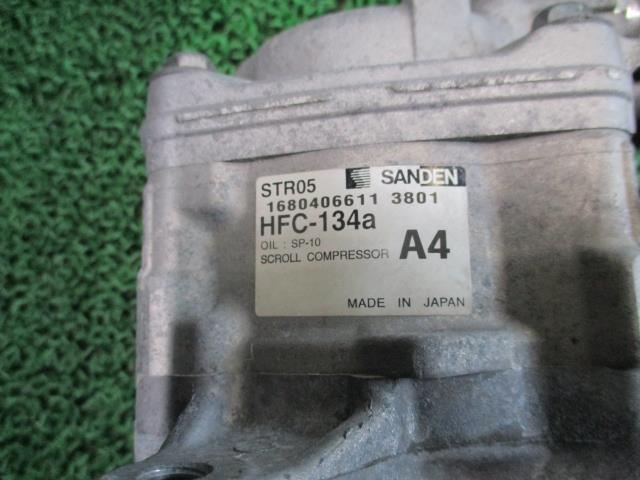 STR05 SANDEN
1680406611 3801
HFC-134a
OIL : SP-10
SCROLL COMPRESSOR A4
MADE IN JAPAN